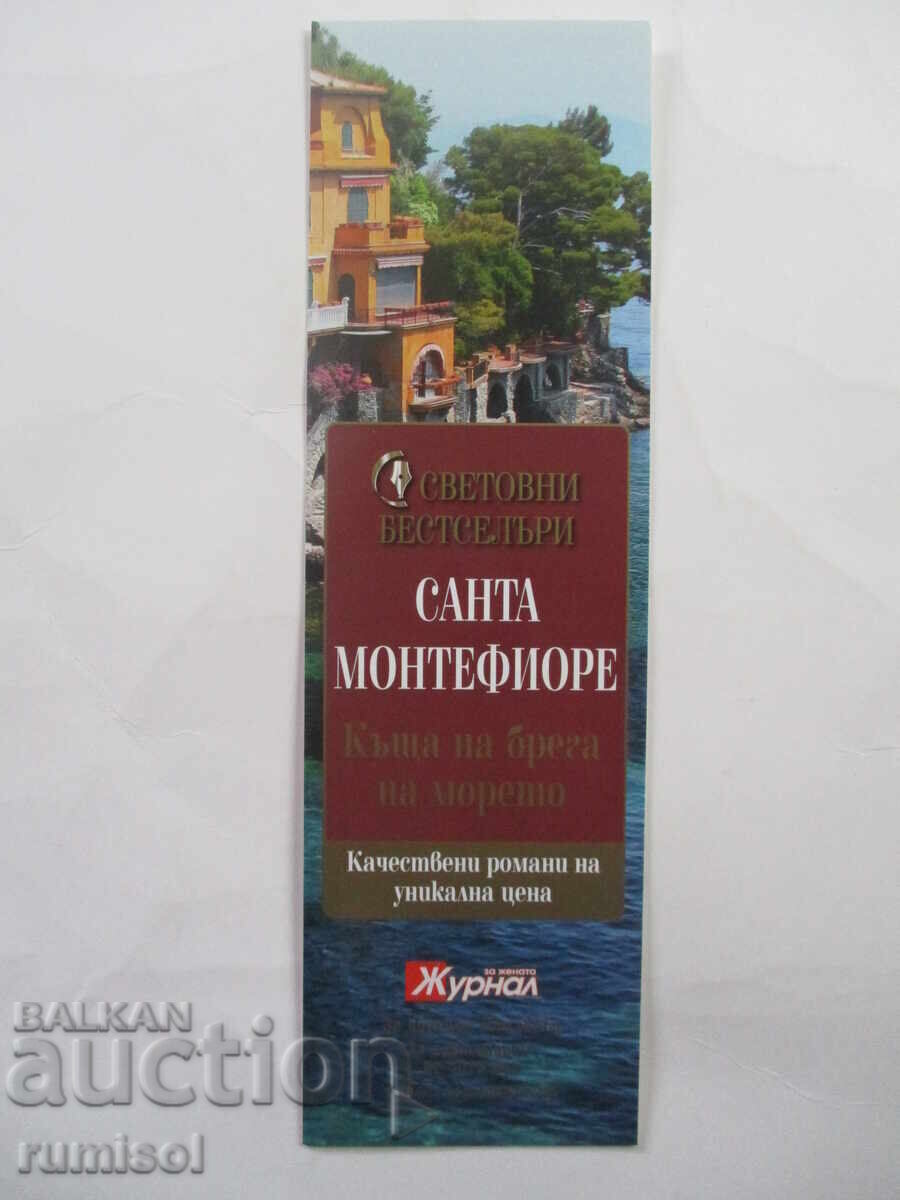 СВЕТОВНИ
БЕСТСЕЛЪРИ
САНТА
МОНТЕФИОРЕ
Къща на брега
на морето
Качествени романи на
уникална цена
за жената
Журнал
BALKAN
auction
rumisol